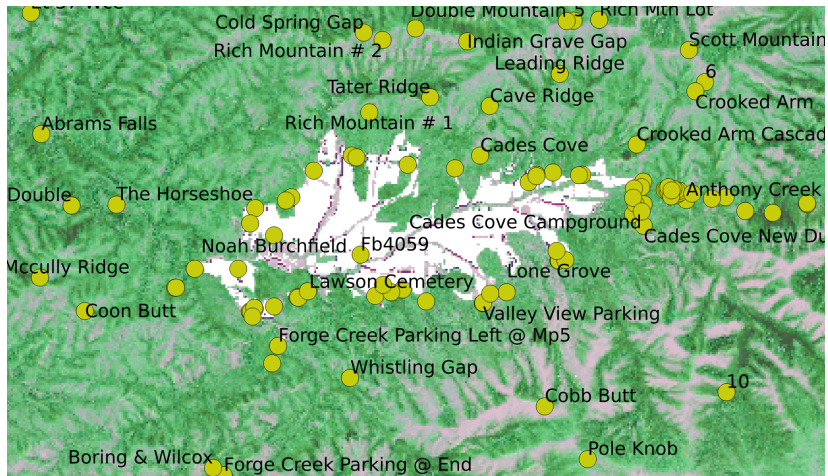 Double Mountain 5
Rich Mtn Lot
Cold Spring Gap
Rich Mountain # 2
Indian Grave Gap
Scott Mountain
Leading Ridge
6
Tater Ridge
Cave Ridge
Crooked Arm
Abrams Falls
Rich Mountain # 1
Cades Cove
Crooked Arm Cascad
Double
The Horseshoe
Anthony Creek
Cades Cove Campground
Cades Cove New Du
Noah Burchfield
Fb4059
Mccully Ridge
Lone Grove
Lawson Cemetery
Coon Butt
Valley View Parking
Forge Creek Parking Left @ Mp5
Whistling Gap
10
Cobb Butt
Pole Knob
Boring & Wilcox
Forge Creek Parking @ End